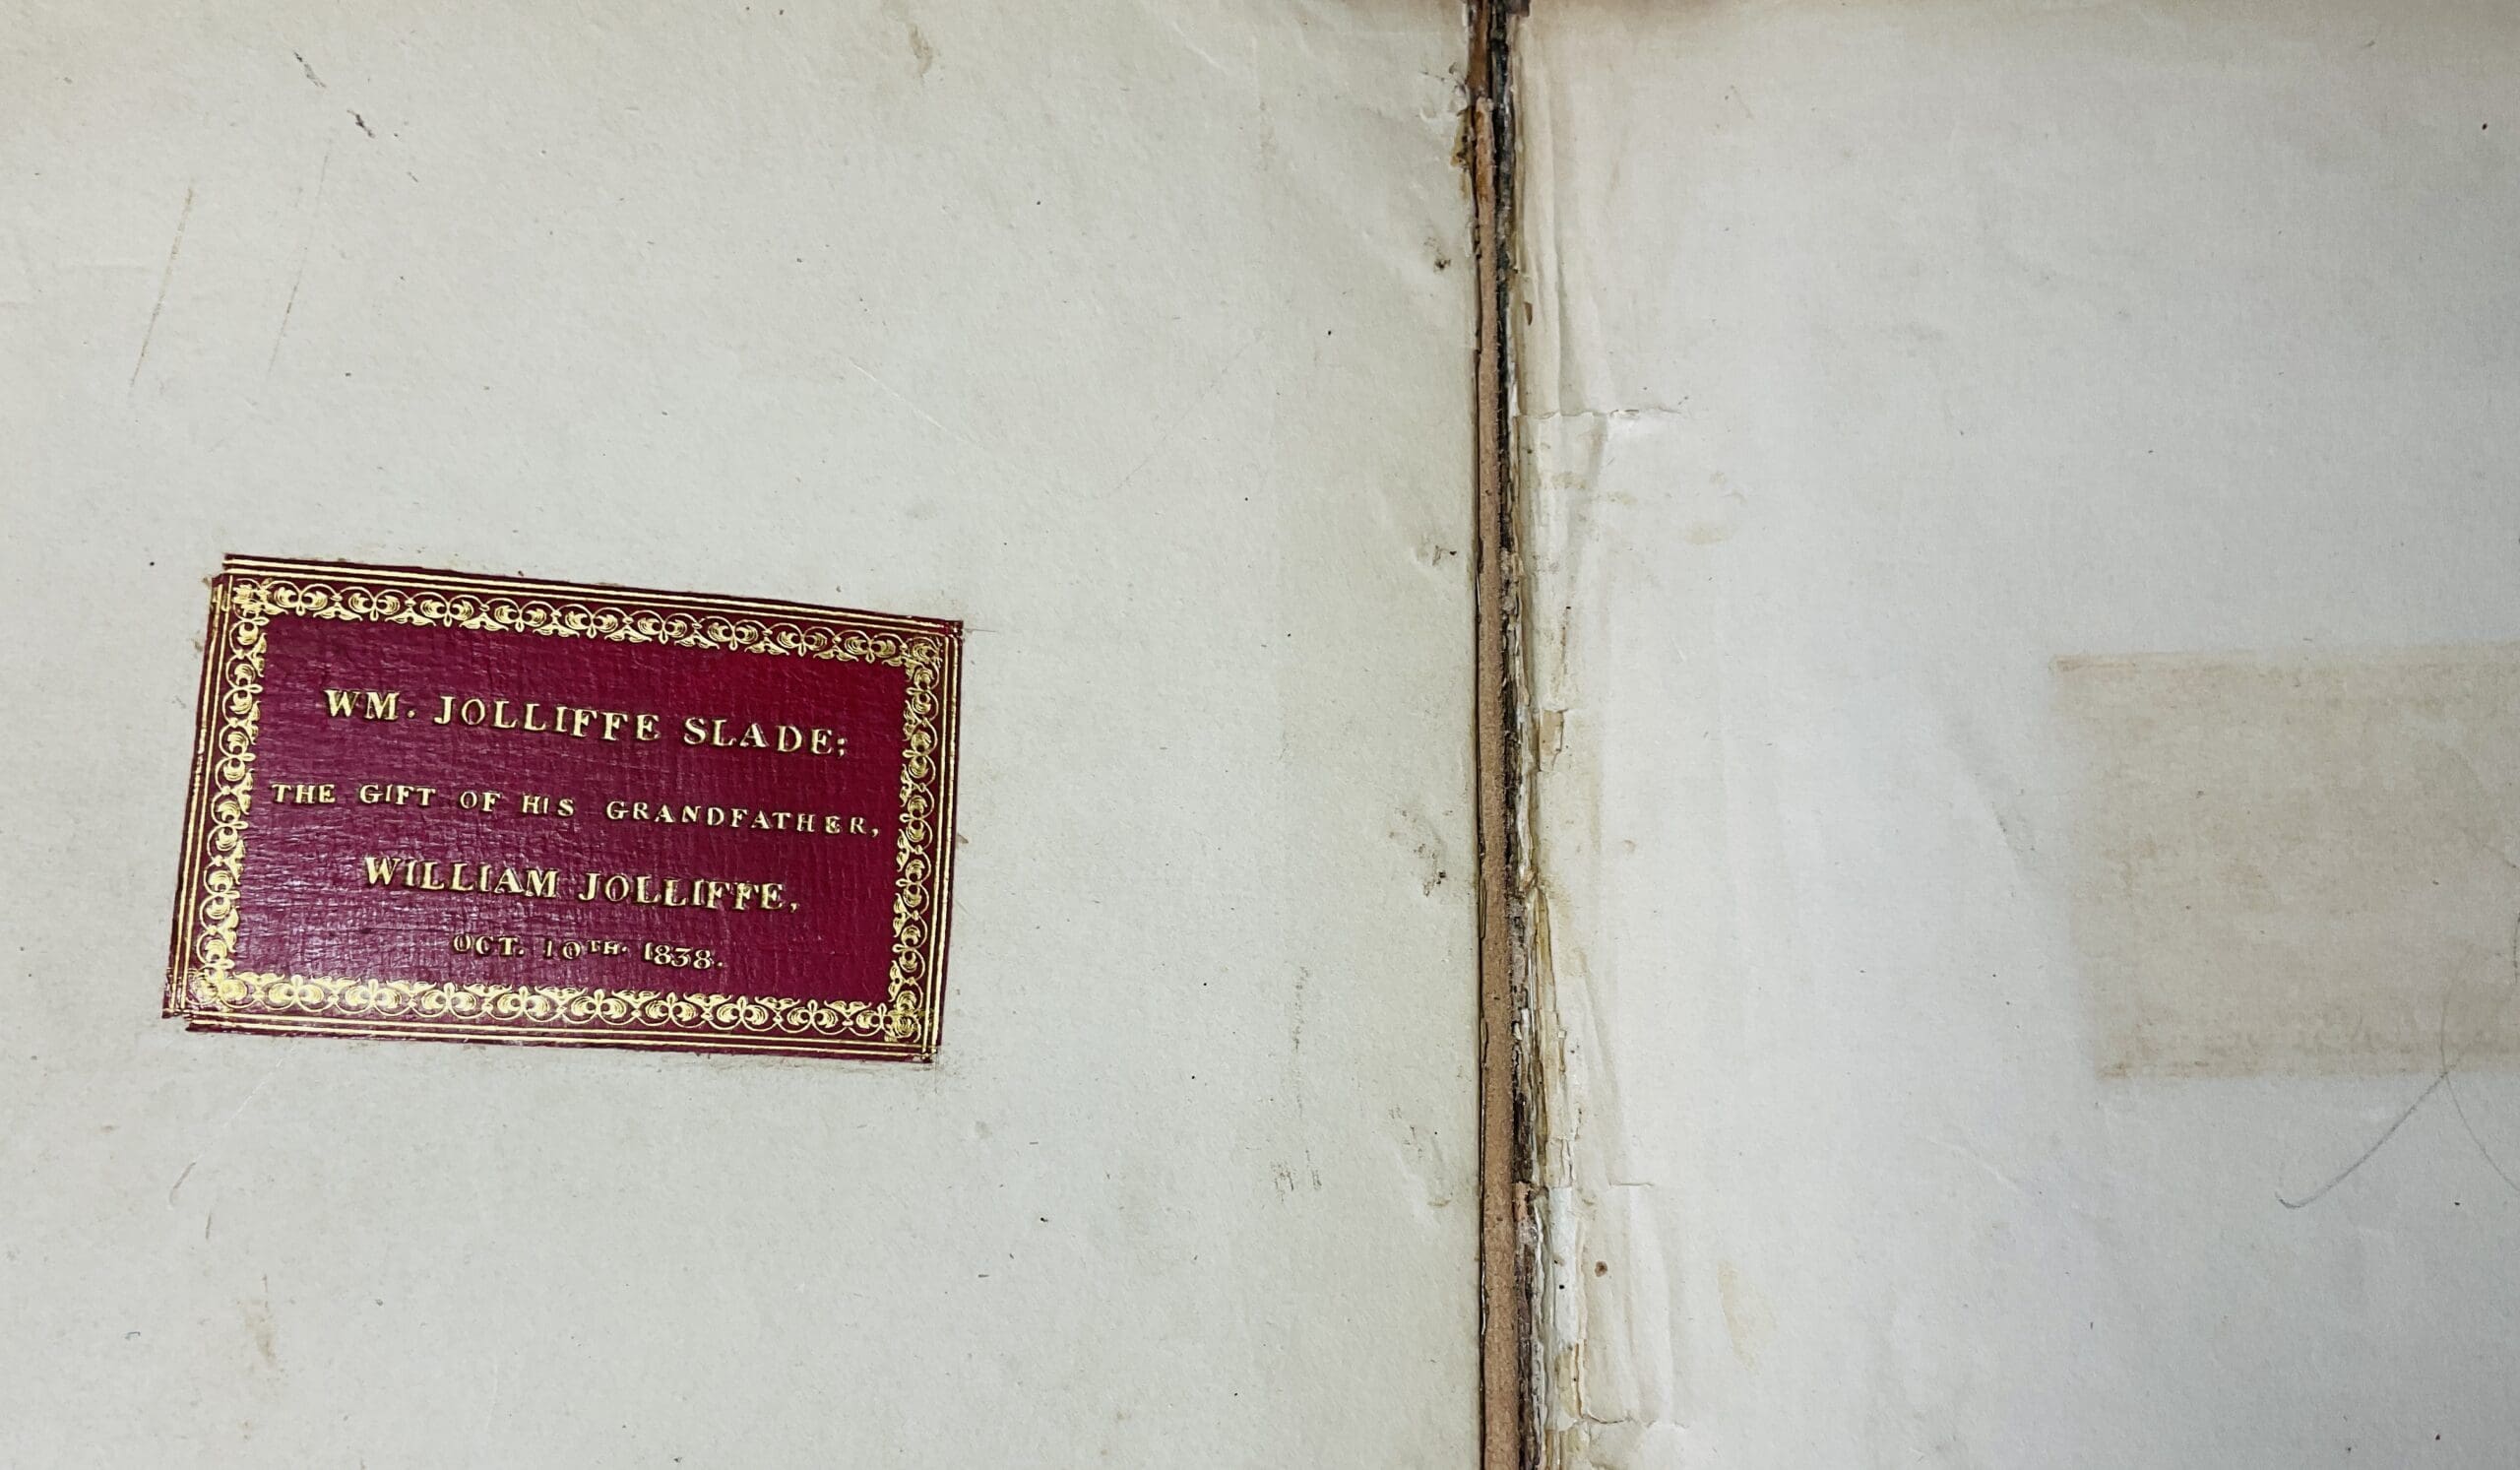 WM. JOLLIFFE SLADE;
THE GIFT OF HIS GRANDFATHER,
WILLIAM JOLLIFFE,
OCT. 10TH. 1838.